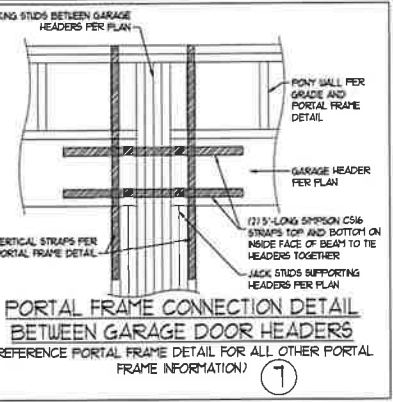 KING STUDS BETWEEN GARAGE
HEADERS PER PLAN
PONY WALL PER
GRADE AND
PORTAL FRAME
DETAIL
GARAGE HEADER
PER PLAN
(2) 5'-LONG SIMPSON CS16
STRAPS TOP AND BOTTOM ON
INSIDE FACE OF BEAM TO TIE
HEADERS TOGETHER
VERTICAL STRAPS PER
PORTAL FRAME DETAIL
JACK STUDS SUPPORTING
HEADERS PER PLAN
PORTAL FRAME CONNECTION DETAIL
BETWEEN GARAGE DOOR HEADERS
(REFERENCE PORTAL FRAME DETAIL FOR ALL OTHER PORTAL
FRAME INFORMATION)
7